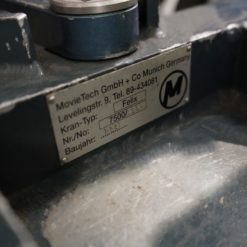 MovieTech GmbH + Co Munich Germany
Levelingstr. 9, Tel. 89-434081
Kran-Typ: Felix
Nr./No: 7500/
Baujahr:
M